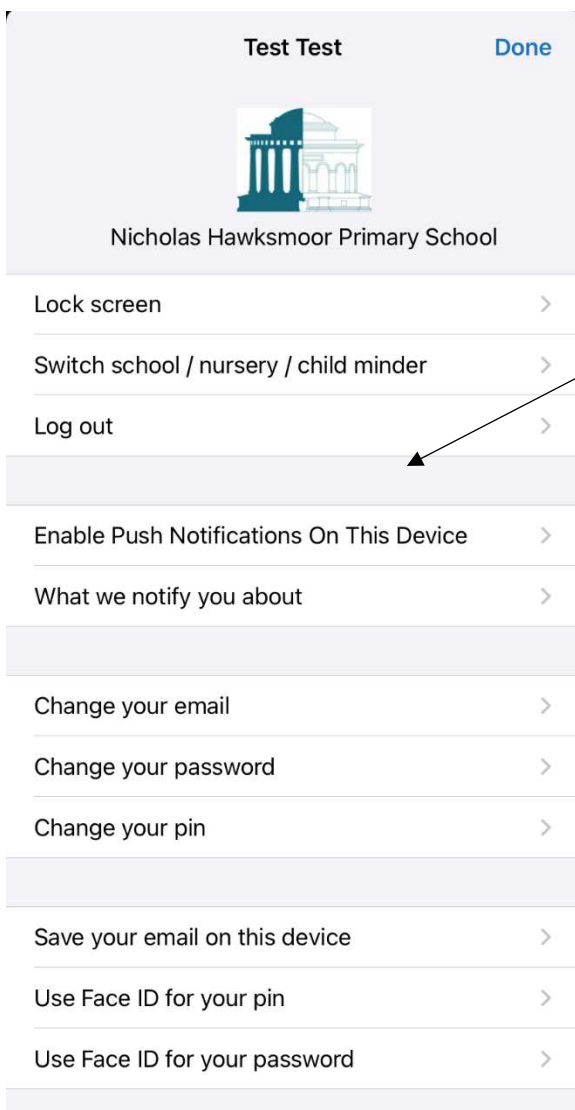 Test Test
Done
Nicholas Hawksmoor Primary School
Lock screen
Switch school / nursery / child minder
Log out
Enable Push Notifications On This Device
What we notify you about
Change your email
Change your password
Change your pin
Save your email on this device
Use Face ID for your pin
Use Face ID for your password